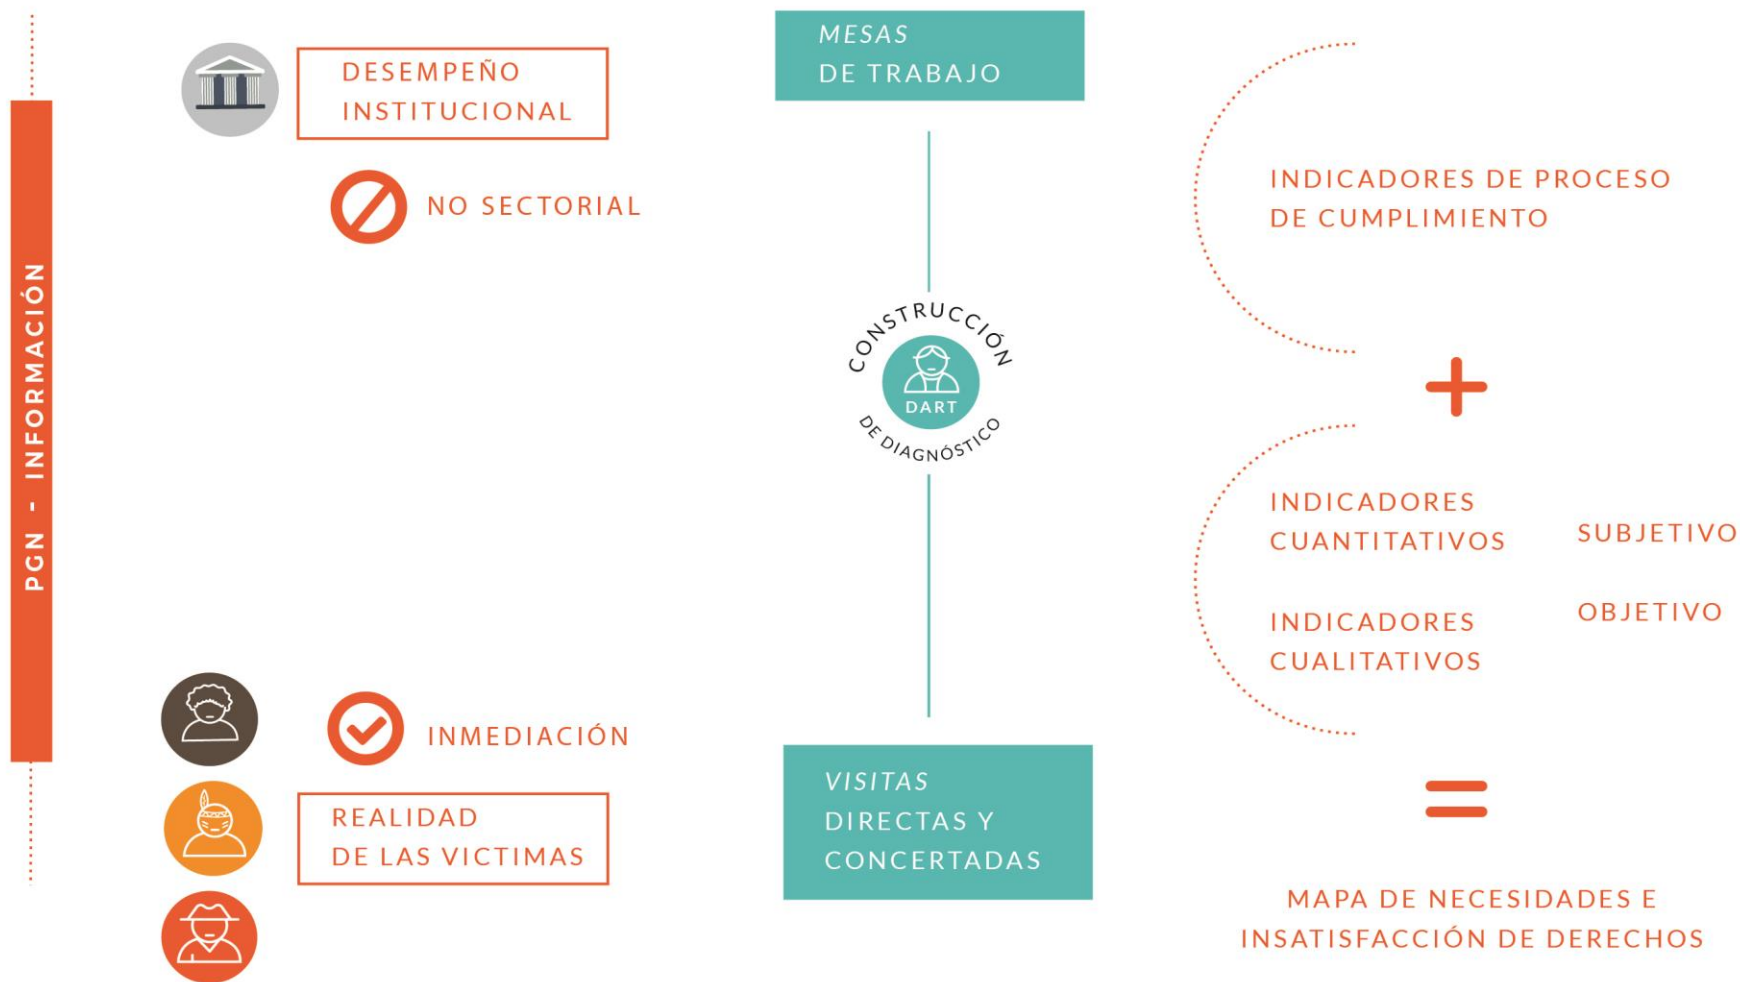 PGN - INFORMACIÓN
DESEMPEÑO
INSTITUCIONAL
NO SECTORIAL
INMEDIACIÓN
REALIDAD
DE LAS VICTIMAS
MESAS
DE TRABAJO
CONSTRUCCIÓN
DART
DE DIAGNÓSTICO
VISITAS
DIRECTAS Y
CONCERTADAS
INDICADORES DE PROCESO
DE CUMPLIMIENTO
+
INDICADORES
CUANTITATIVOS
SUBJETIVO
INDICADORES
CUALITATIVOS
OBJETIVO
=
MAPA DE NECESIDADES E
INSATISFACCIÓN DE DERECHOS